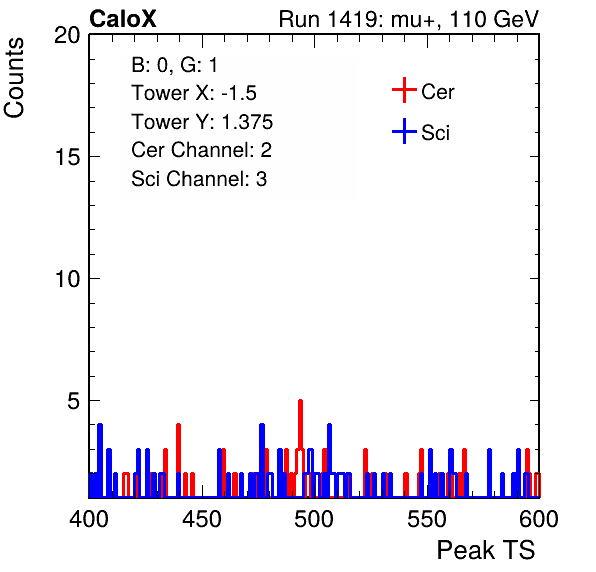 CaloX
Run 1419: mu+, 110 GeV
Counts
20
15
10
5
B: 0, G: 1
Tower X: -1.5
Tower Y: 1.375
Cer Channel: 2
Sci Channel: 3
Cer
Sci
400
450
500
550
600
Peak TS